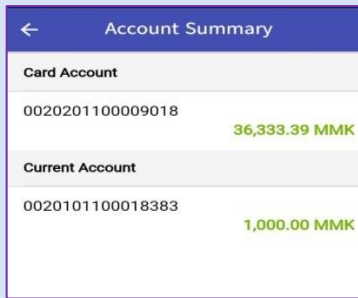 Account Summary
Card Account
0020201100009018
36,333.39 MMK
Current Account
0020101100018383
1,000.00 MMK